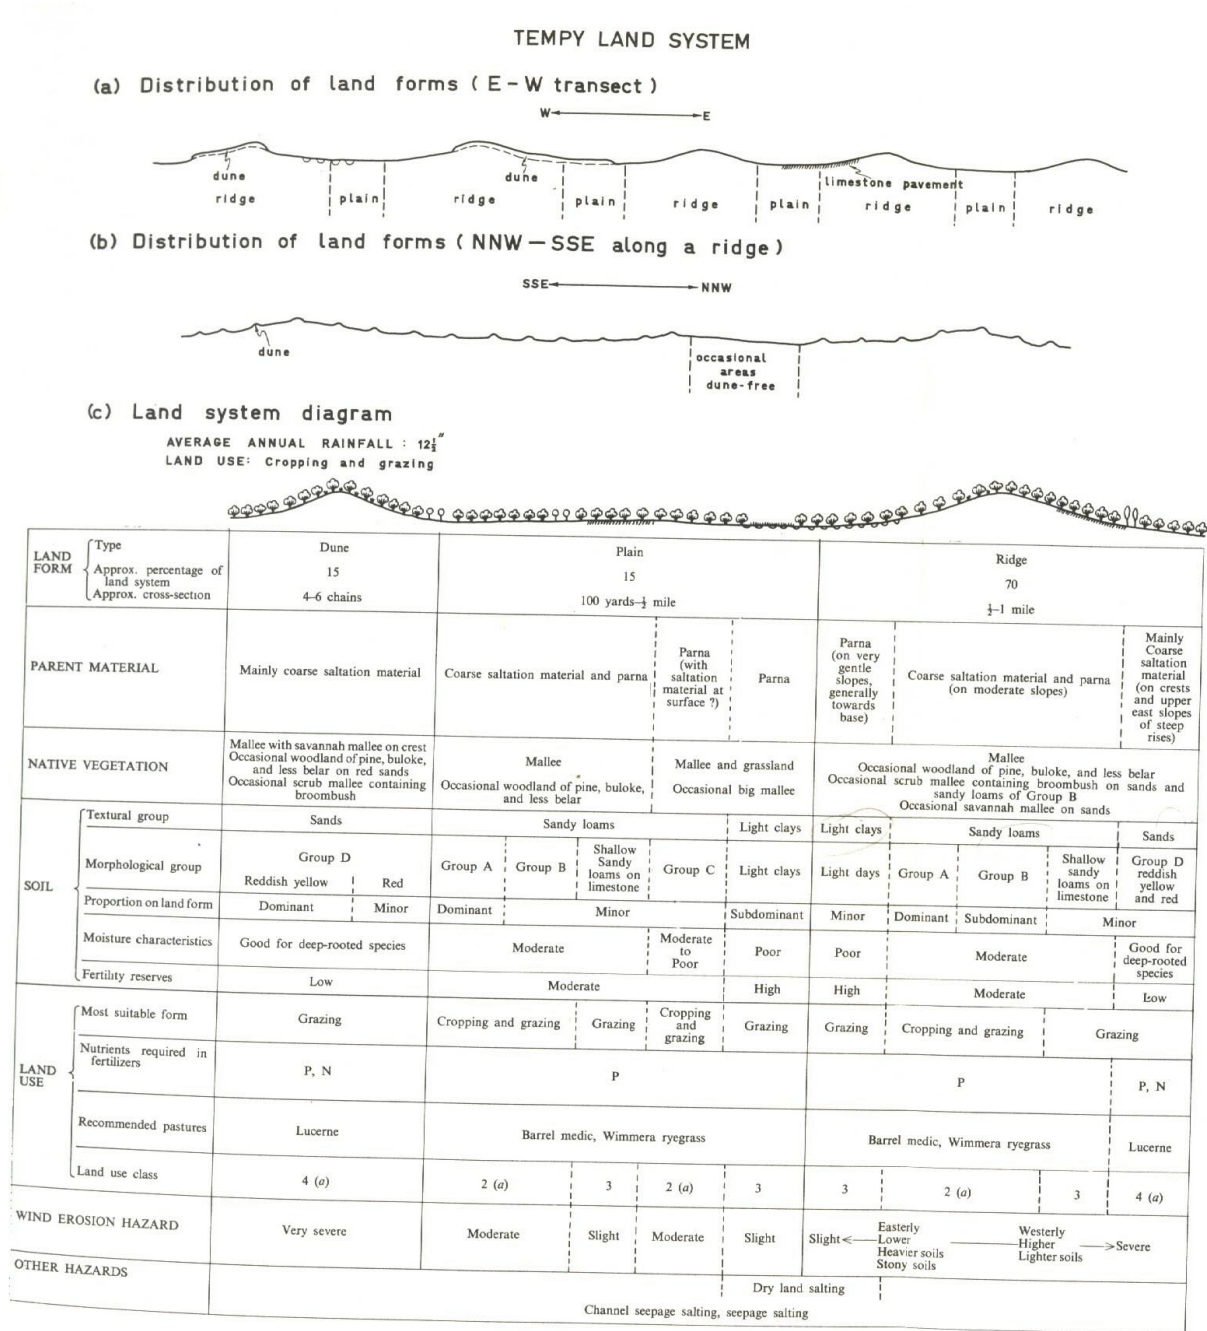 TEMPY LAND SYSTEM
(a) Distribution of land forms ( E-W transect )
W E
dune
dune
limestone pavement
ridge plain ridge plain ridge plain ridge plain ridge
(b) Distribution of land forms ( NNW-SSE along a ridge )
SSE NNW
dune
occasional
areas
dune-free
(c) Land system diagram
AVERAGE ANNUAL RAINFALL : 12½"
LAND USE: Cropping and grazing
LAND FORM
Type Dune Plain Ridge
Approx. percentage of land system 15 15 70
Approx. cross-section 4–6 chains 100 yards–½ mile ½–1 mile
PARENT MATERIAL
Mainly coarse saltation material
Coarse saltation material and parna
Parna
(with
saltation
material at
surface ?)
Parna
Parna
(on very
gentle
slopes,
generally
towards
base)
Coarse saltation material and parna
(on moderate slopes)
Mainly
Coarse
saltation
material
(on crests
and upper
east slopes
of steep
rises)
NATIVE VEGETATION
Mallee with savannah mallee on crest
Occasional woodland of pine, buloke,
and less belar on red sands
Occasional scrub mallee containing
broombush
Mallee
Occasional woodland of pine, buloke,
and less belar
Mallee and grassland
Occasional big mallee
Mallee
Occasional woodland of pine, buloke, and less belar
Occasional scrub mallee containing broombush on sands and
sandy loams of Group B
Occasional savannah mallee on sands
SOIL
Textural group Sands Sandy loams Light clays Light clays Sandy loams Sands
Morphological group
Group D
Reddish yellow Red
Group A
Group B
Shallow
Sandy
loams on
limestone
Group C
Light clays
Light days
Group A
Group B
Shallow
sandy
loams on
limestone
Group D
reddish
yellow
and red
Proportion on land form Dominant Minor Dominant Minor Subdominant Minor Dominant Subdominant Minor
Moisture characteristics
Good for deep-rooted species
Moderate
Moderate
to
Poor
Poor
Poor
Moderate
Good for
deep-rooted
species
Fertility reserves Low Moderate High High Moderate Low
LAND USE
Most suitable form
Grazing
Cropping and grazing
Grazing
Cropping
and
grazing
Grazing
Grazing
Cropping and grazing
Grazing
Nutrients required in
fertilizers
P, N P P P, N
Recommended pastures
Lucerne
Barrel medic, Wimmera ryegrass
Barrel medic, Wimmera ryegrass
Lucerne
Land use class 4 (a) 2 (a) 3 2 (a) 3 3 2 (a) 3 4 (a)
WIND EROSION HAZARD
Very severe Moderate Slight Moderate Slight
Slight
Easterly
Lower
Heavier soils
Stony soils
Westerly
Higher
Lighter soils
Severe
OTHER HAZARDS
Dry land salting
Channel seepage salting, seepage salting